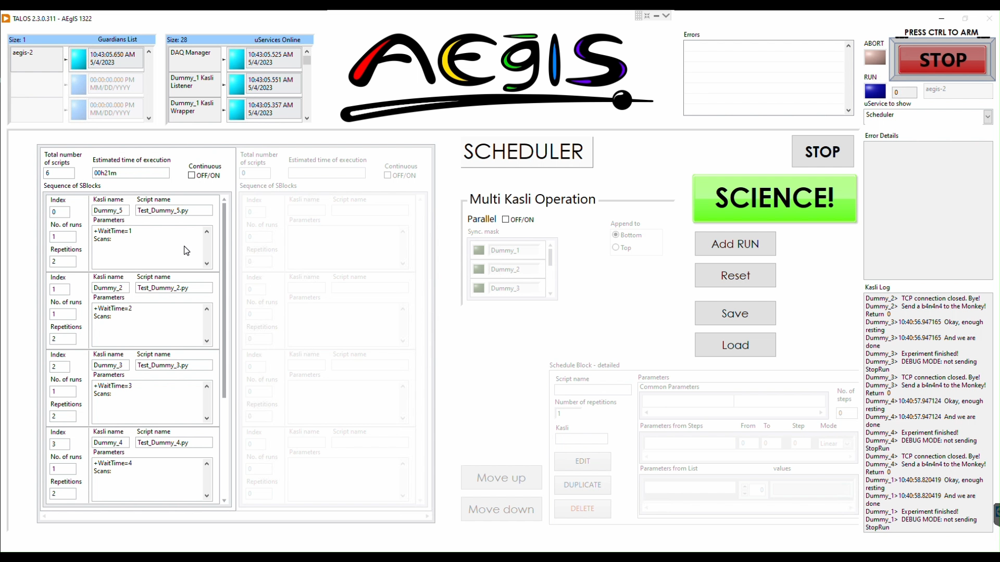 TALOS 2.3.0.311 - AEgIS 1322
Size: 1 Guardians List
aegis-2
10:43:05.650 AM
5/4/2023
00:00:00.000 PM
MM/DD/YYYY
00:00:00.000 PM
MM/DD/YYYY
Size: 28 uServices Online
DAQ Manager
10:43:05.525 AM
5/4/2023
Dummy_1 Kasli
Listener
10:43:05.551 AM
5/4/2023
Dummy_1 Kasli
Wrapper
10:43:05.357 AM
5/4/2023
AEgIS
Errors
PRESS CTRL TO ARM
ABORT
STOP
RUN
0
aegis-2
uService to show
Scheduler
Error Details
Total number
of scripts
6
Estimated time of execution
00h21m
Continuous
OFF/ON
Sequence of SBlocks
Index
0
Kasli name
Dummy_5
Script name
Test_Dummy_5.py
No. of runs
1
Parameters
+WaitTime=1
Scans:
Repetitions
2
Index
1
Kasli name
Dummy_2
Script name
Test_Dummy_2.py
No. of runs
1
Parameters
+WaitTime=2
Scans:
Repetitions
2
Index
2
Kasli name
Dummy_3
Script name
Test_Dummy_3.py
No. of runs
1
Parameters
+WaitTime=3
Scans:
Repetitions
2
Index
3
Kasli name
Dummy_4
Script name
Test_Dummy_4.py
No. of runs
1
Parameters
+WaitTime=4
Scans:
Repetitions
2
Total number
of scripts
0
Estimated time of execution
Continuous
OFF/ON
Sequence of SBlocks
Index
0
Kasli name
Script name
No. of runs
0
Parameters
Repetitions
0
Index
0
Kasli name
Script name
No. of runs
0
Parameters
Repetitions
0
Index
0
Kasli name
Script name
No. of runs
0
Parameters
Repetitions
0
Index
0
Kasli name
Script name
No. of runs
0
Parameters
Repetitions
0
SCHEDULER
STOP
SCIENCE!
Multi Kasli Operation
Parallel OFF/ON
Sync. mask
Dummy_1
Dummy_2
Dummy_3
Append to
Bottom
Top
Add RUN
Reset
Save
Load
Move up
Move down
Schedule Block - detailed
Script name
Number of repetitions
1
Kasli
EDIT
DUPLICATE
DELETE
Parameters
Common Parameters
No. of
steps
0
Parameters from Steps From To Step Mode
0 0 0 Linear
Parameters from List values
0
Kasli Log
Dummy_2> TCP connection closed. Bye!
Dummy_2> Send a b4n4n4 to the Monkey!
Return 0
Dummy_3>10:40:56.947165 Okay, enough
resting
Dummy_3>10:40:56.947165 And we are
done
Dummy_3> Experiment finished!
Dummy_3> DEBUG MODE: not sending
StopRun
Dummy_3> TCP connection closed. Bye!
Dummy_3> Send a b4n4n4 to the Monkey!
Return 0
Dummy_4>10:40:57.947124 Okay, enough
resting
Dummy_4>10:40:57.947124 And we are
done
Dummy_4> Experiment finished!
Dummy_4> DEBUG MODE: not sending
StopRun
Dummy_4> TCP connection closed. Bye!
Dummy_4> Send a b4n4n4 to the Monkey!
Return 0
Dummy_1>10:40:58.820419 Okay, enough
resting
Dummy_1>10:40:58.820419 And we are
done
Dummy_1> Experiment finished!
Dummy_1> DEBUG MODE: not sending
StopRun